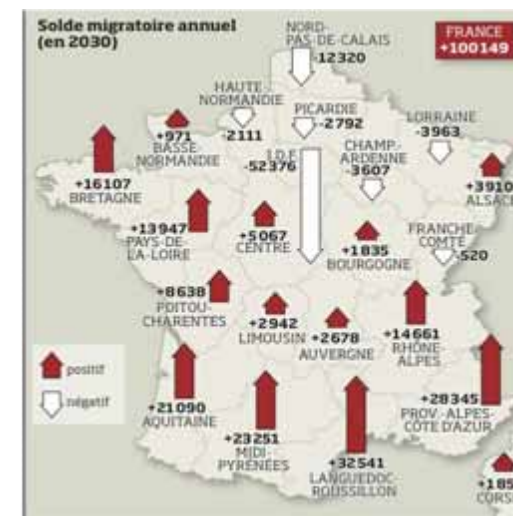 Solde migratoire annuel
(en 2030)
FRANCE
+100149
NORD-
PAS-DE-CALAIS
-12320
HAUTE-
NORMANDIE
-2111
PICARDIE
-2792
LORRAINE
-3963
+971
BASSE-
NORMANDIE
I.D.F.
-52376
CHAMP.-
ARDENNE
-3607
+3910
ALSACE
+16107
BRETAGNE
+13947
PAYS-DE-
LA-LOIRE
+5067
CENTRE
+1835
BOURGOGNE
FRANCHE-
COMTÉ
-520
+8638
POITOU-
CHARENTES
+2942
LIMOUSIN
+2678
AUVERGNE
+14661
RHÔNE-
ALPES
positif
négatif
+21090
AQUITAINE
+23251
MIDI-
PYRÉNÉES
+32541
LANGUEDOC-
ROUSSILLON
+28345
PROV.-ALPES-
CÔTE D'AZUR
+185
CORS